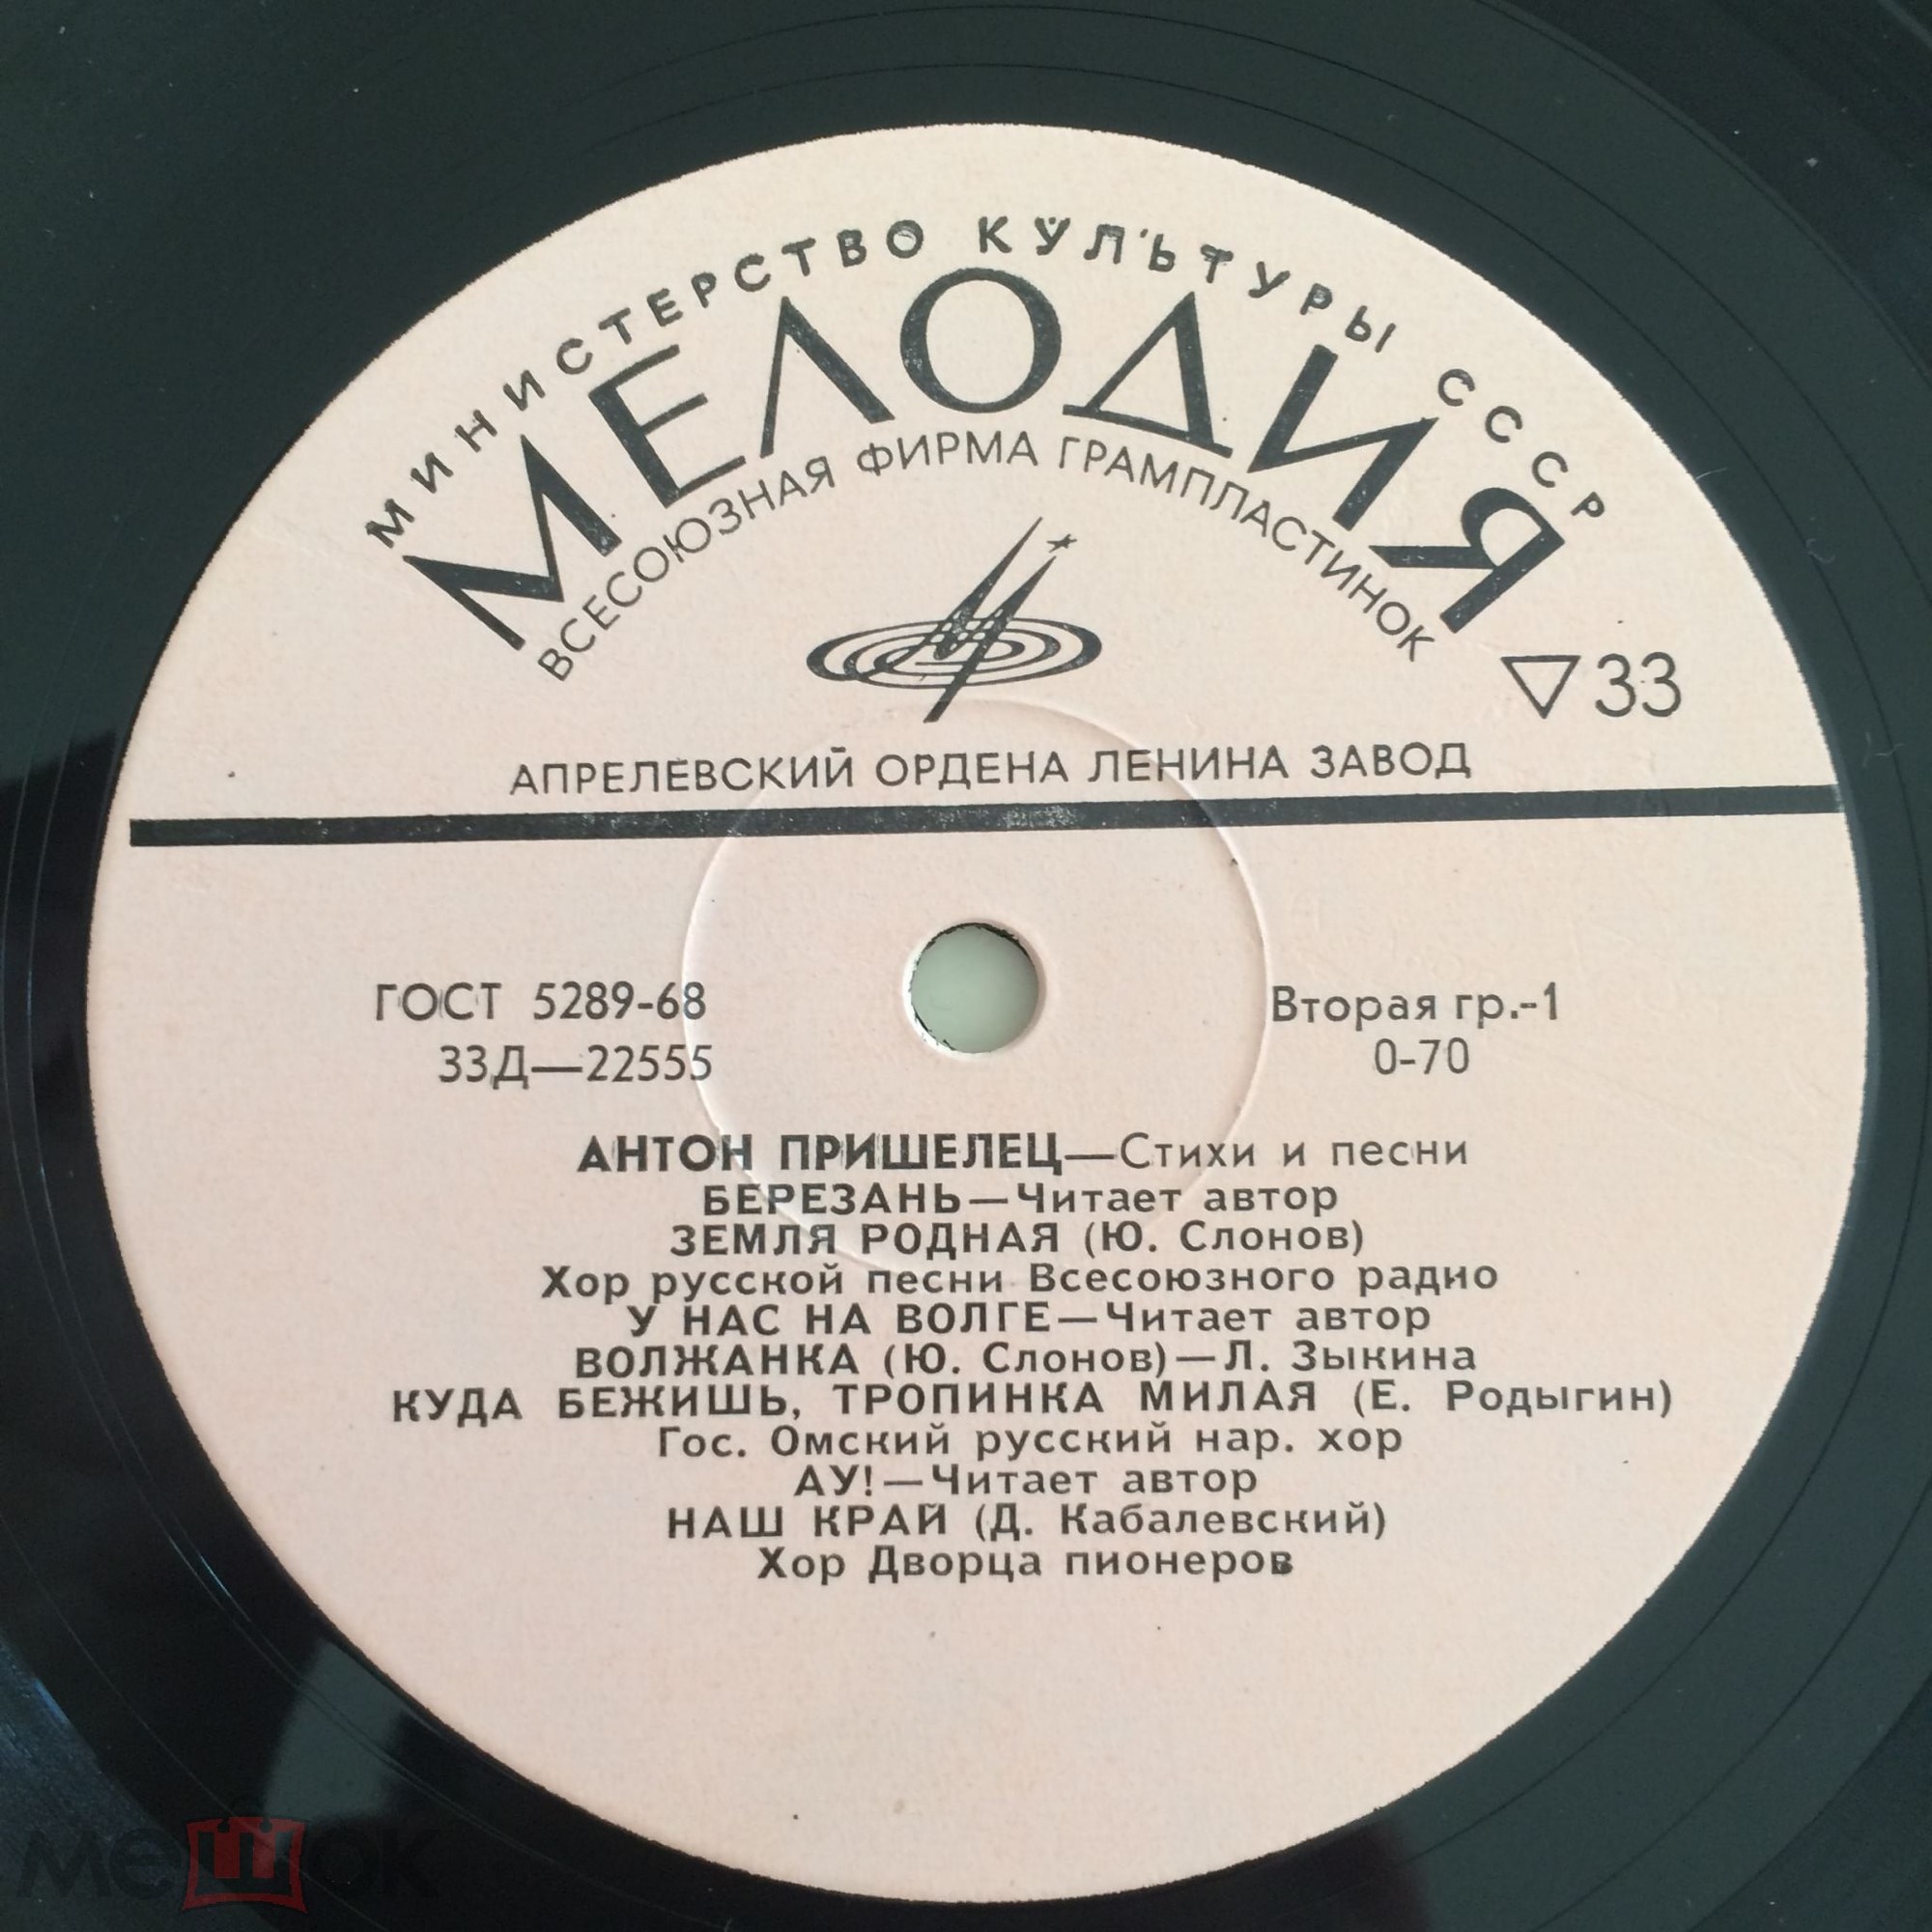 МИНИСТЕРСТВО КУЛЬТУРЫ СССР
МЕЛОДИЯ
ВСЕСОЮЗНАЯ ФИРМА ГРАМПЛАСТИНОК
▽33
АПРЕЛЕВСКИЙ ОРДЕНА ЛЕНИНА ЗАВОД
ГОСТ 5289-68
Вторая гр.-1
33Д—22555
0-70
АНТОН ПРИШЕЛЕЦ—Стихи и песни
БЕРЕЗАНЬ—Читает автор
ЗЕМЛЯ РОДНАЯ (Ю. Слонов)
Хор русской песни Всесоюзного радио
У НАС НА ВОЛГЕ—Читает автор
ВОЛЖАНКА (Ю. Слонов)—Л. Зыкина
КУДА БЕЖИШЬ, ТРОПИНКА МИЛАЯ (Е. Родыгин)
Гос. Омский русский нар. хор
АУ!—Читает автор
НАШ КРАЙ (Д. Кабалевский)
Хор Дворца пионеров
мешок